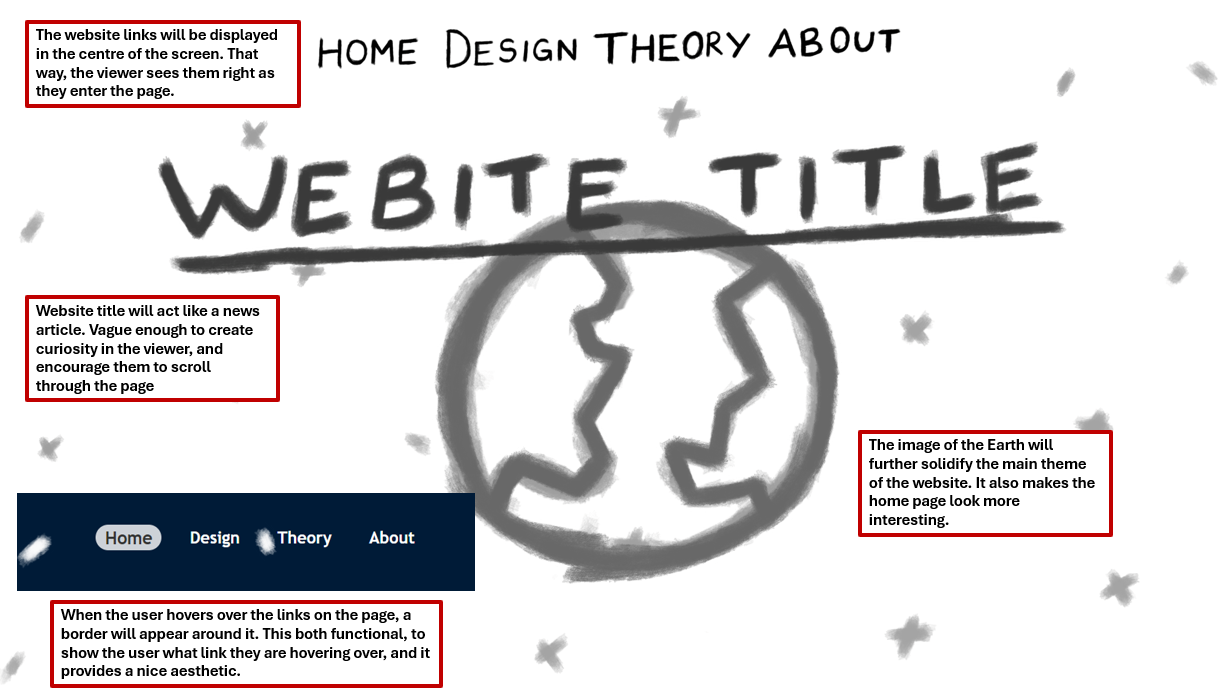 The website links will be displayed
in the centre of the screen. That
way, the viewer sees them right as
they enter the page.
HOME DESIGN THEORY ABOUT
WEBITE TITLE
Website title will act like a news
article. Vague enough to create
curiosity in the viewer, and
encourage them to scroll
through the page
The image of the Earth will
further solidify the main theme
of the website. It also makes the
home page look more
interesting.
Home Design Theory About
When the user hovers over the links on the page, a
border will appear around it. This both functional, to
show the user what link they are hovering over, and it
provides a nice aesthetic.